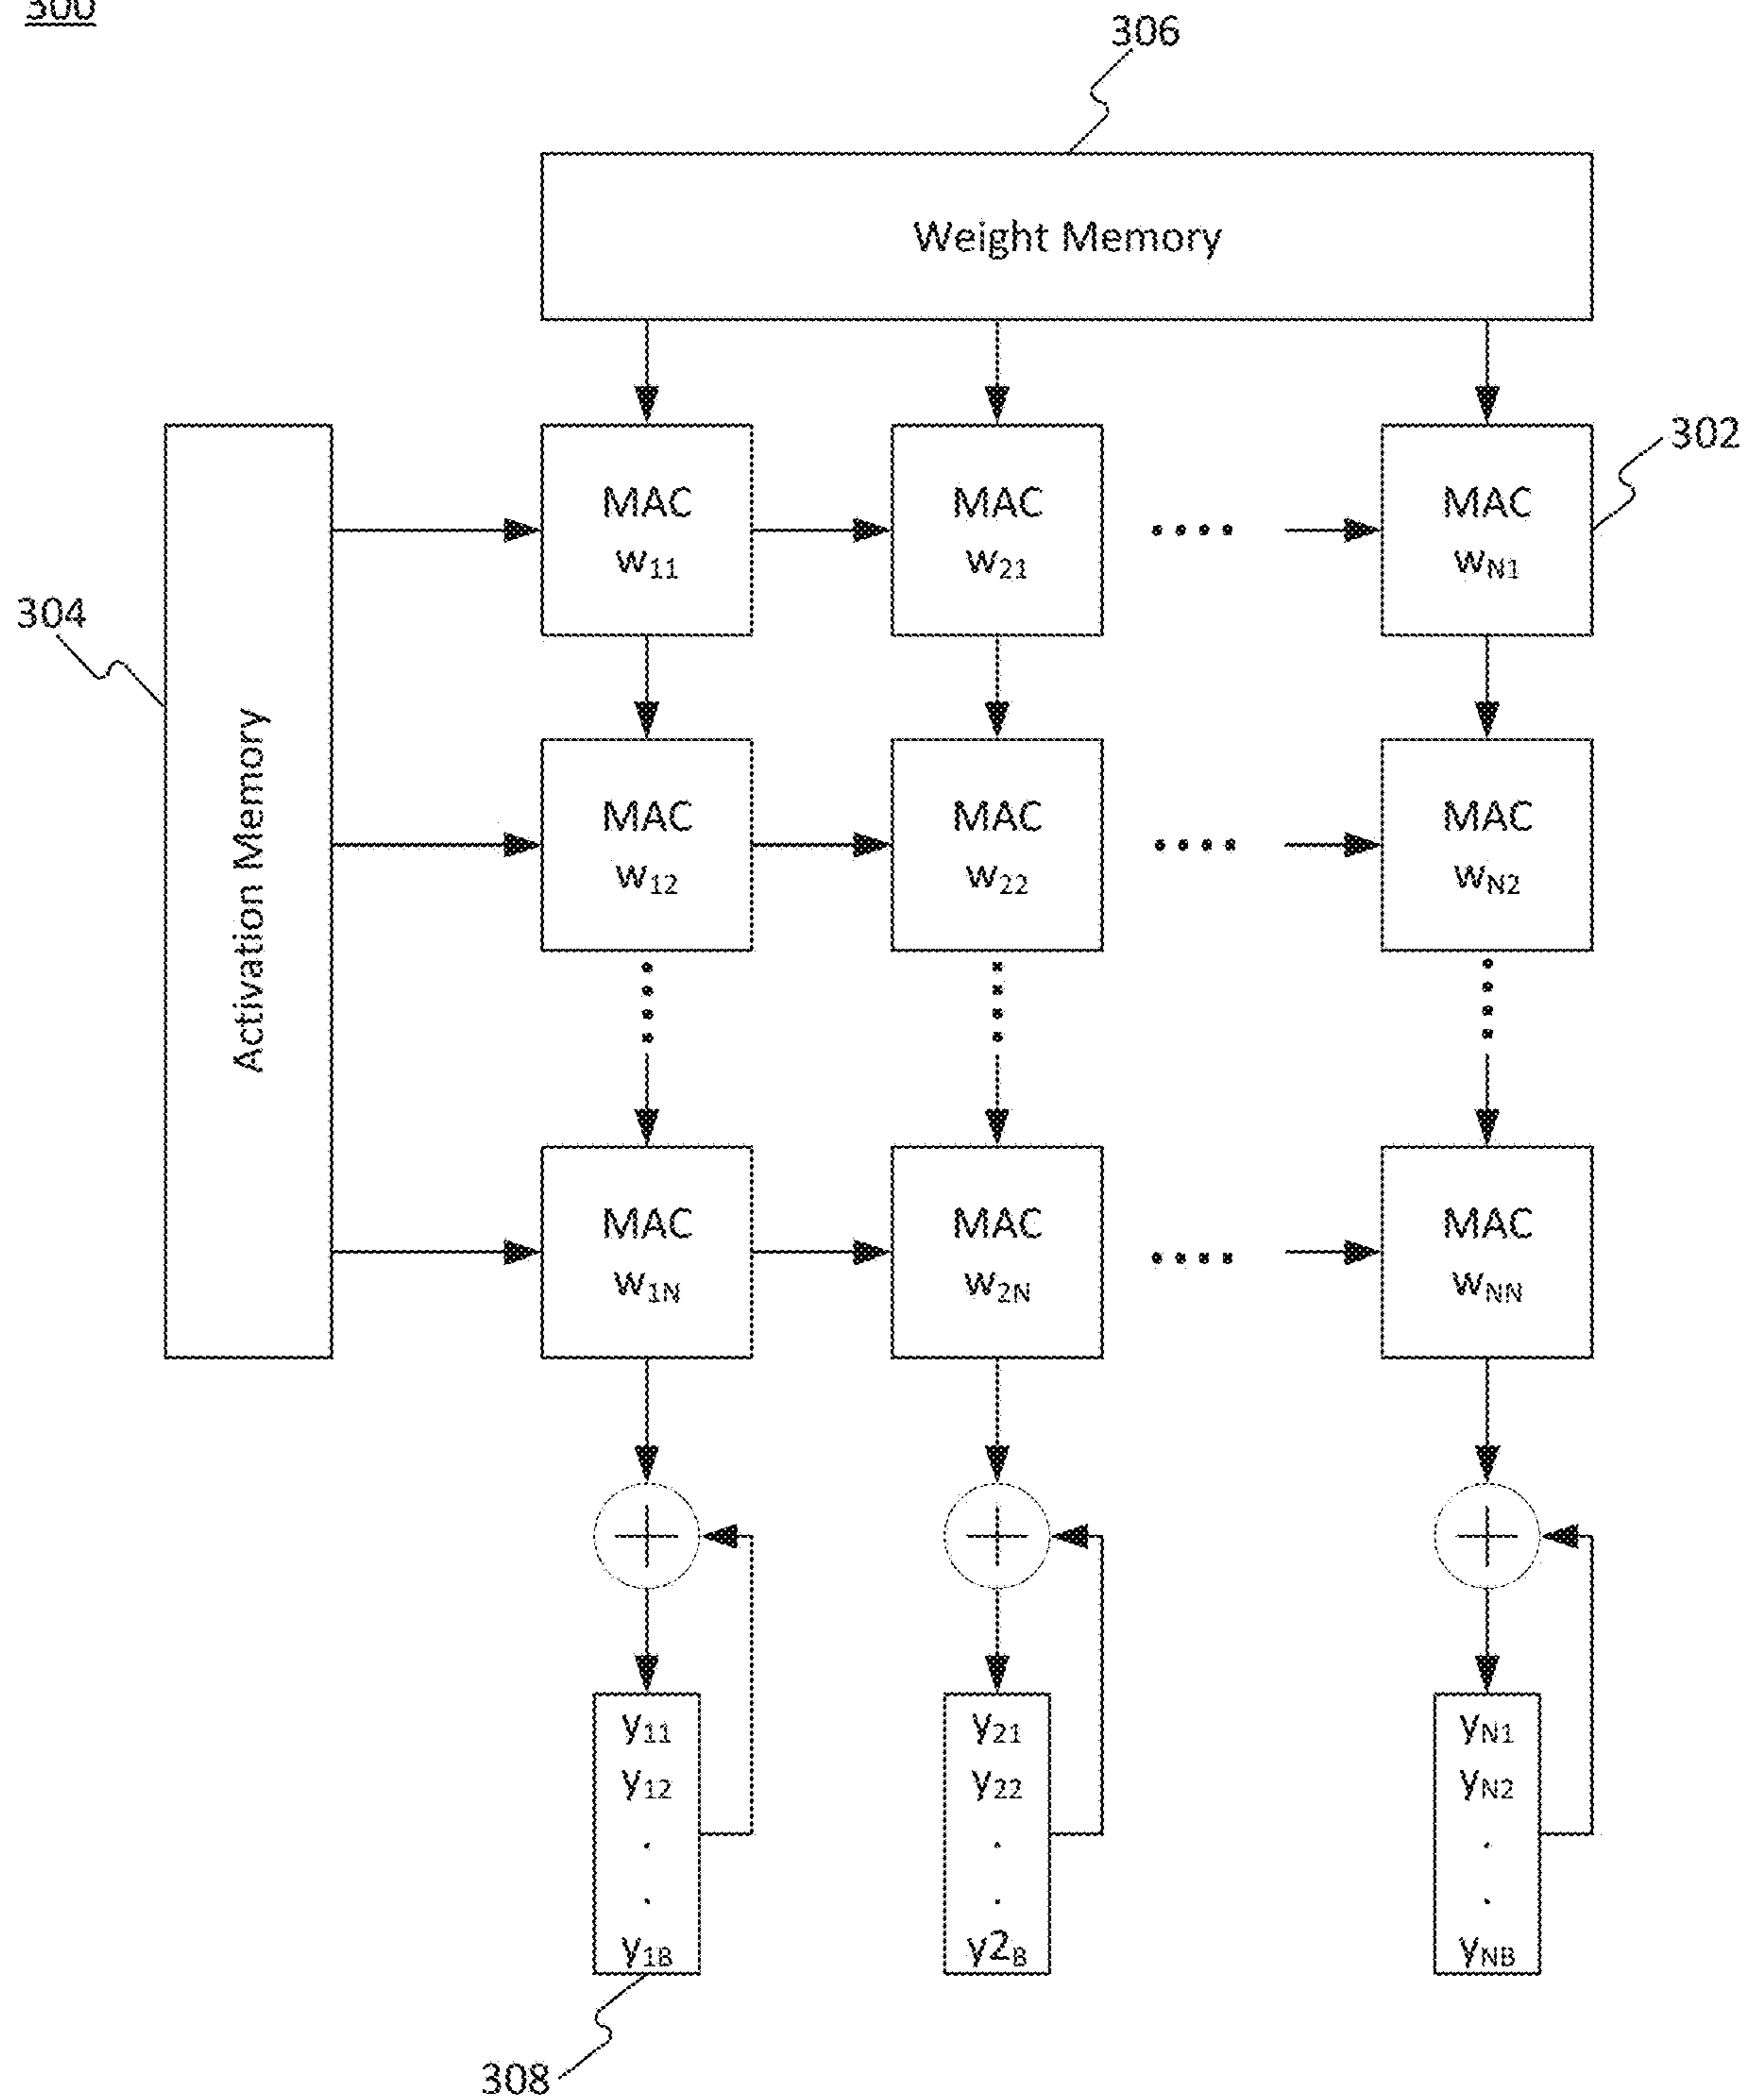 300
306
Weight Memory
302
304
Activation Memory
MAC
w11
MAC
w21
MAC
wN1
MAC
w12
MAC
w22
MAC
wN2
MAC
w1N
MAC
w2N
MAC
wNN
y11
y12
.
.
y1B
y21
y22
.
.
y2B
yN1
yN2
.
.
yNB
308